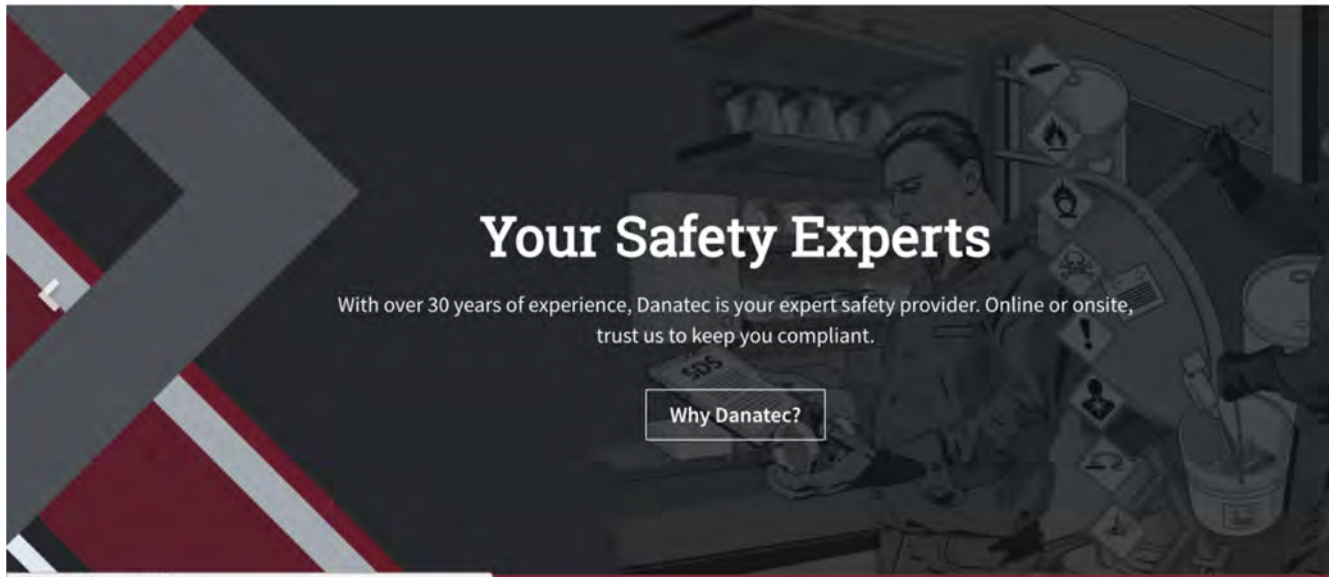 Your Safety Experts
With over 30 years of experience, Danatec is your expert safety provider. Online or onsite,
trust us to keep you compliant.
SDS
Why Danatec?